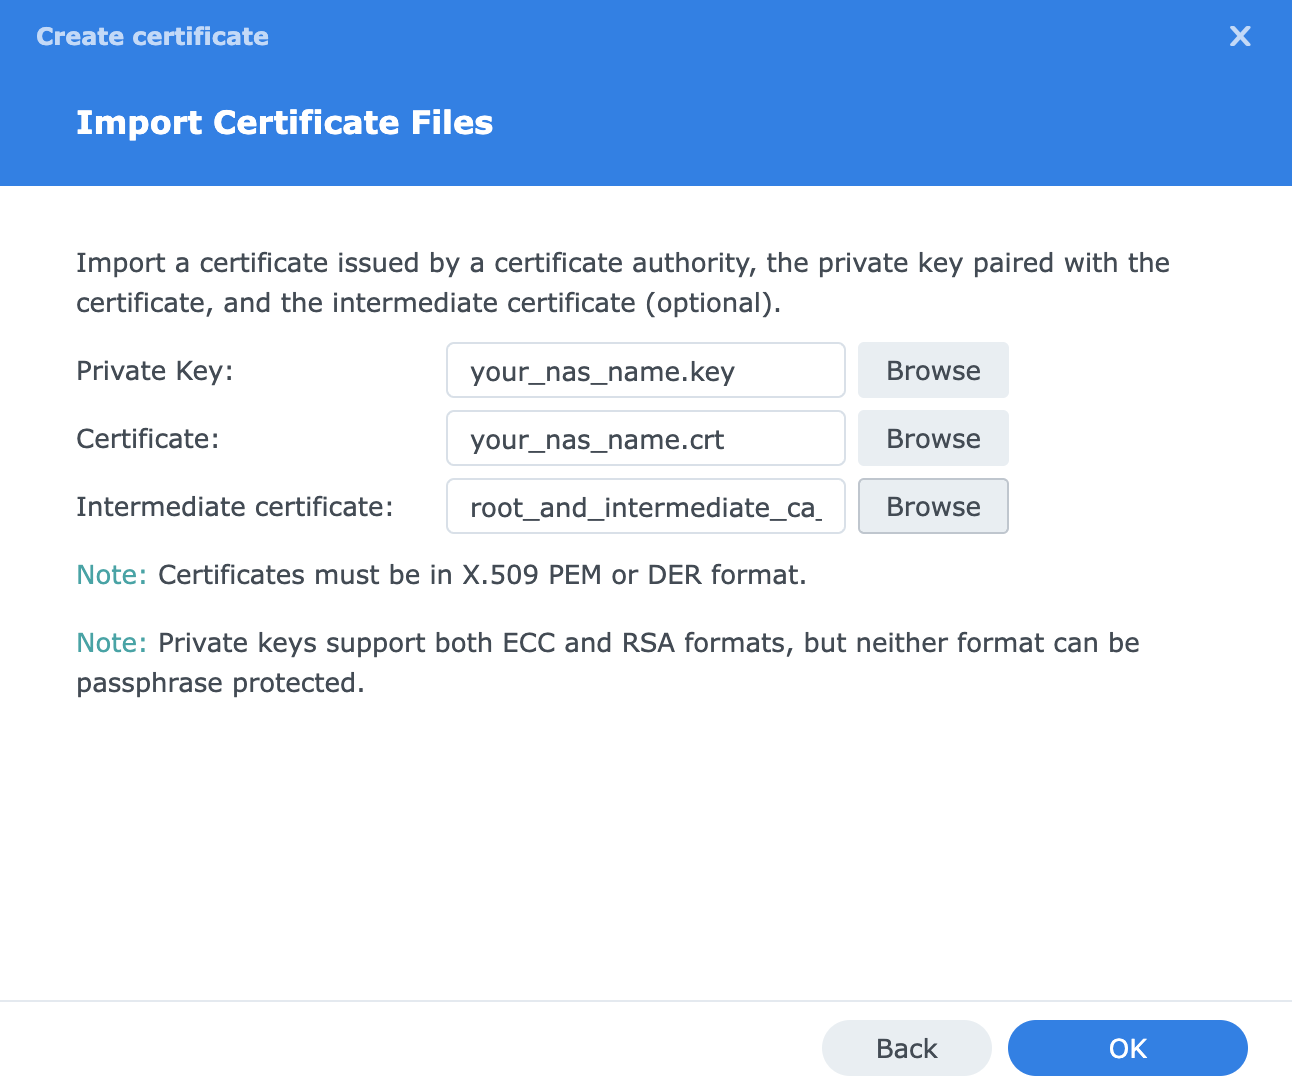 Create certificate
Import Certificate Files
Import a certificate issued by a certificate authority, the private key paired with the
certificate, and the intermediate certificate (optional).
Private Key: your_nas_name.key Browse
Certificate: your_nas_name.crt Browse
Intermediate certificate: root_and_intermediate_ca_ Browse
Note: Certificates must be in X.509 PEM or DER format.
Note: Private keys support both ECC and RSA formats, but neither format can be
passphrase protected.
Back OK